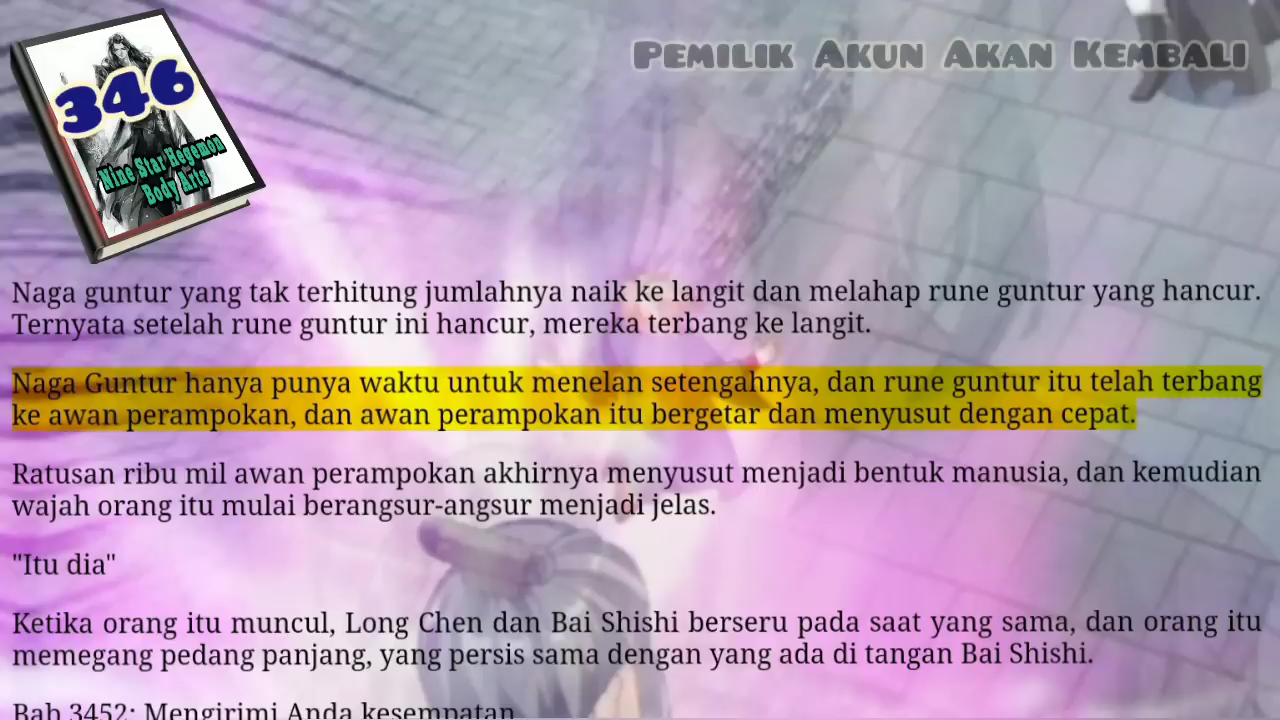 346
Nine Star Hegemon
Body Arts
Pemilik Akun Akan Kembali
Naga guntur yang tak terhitung jumlahnya naik ke langit dan melahap rune guntur yang hancur.
Ternyata setelah rune guntur ini hancur, mereka terbang ke langit.
Naga Guntur hanya punya waktu untuk menelan setengahnya, dan rune guntur itu telah terbang
ke awan perampokan, dan awan perampokan itu bergetar dan menyusut dengan cepat.
Ratusan ribu mil awan perampokan akhirnya menyusut menjadi bentuk manusia, dan kemudian
wajah orang itu mulai berangsur-angsur menjadi jelas.
"Itu dia"
Ketika orang itu muncul, Long Chen dan Bai Shishi berseru pada saat yang sama, dan orang itu
memegang pedang panjang, yang persis sama dengan yang ada di tangan Bai Shishi.
Bab 3452: Mengirimi Anda kesempatan